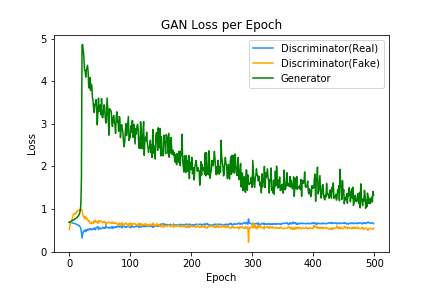 GAN Loss per Epoch
Discriminator(Real)
Discriminator(Fake)
Generator
5
4
3
2
1
0
Loss
0 100 200 300 400 500
Epoch